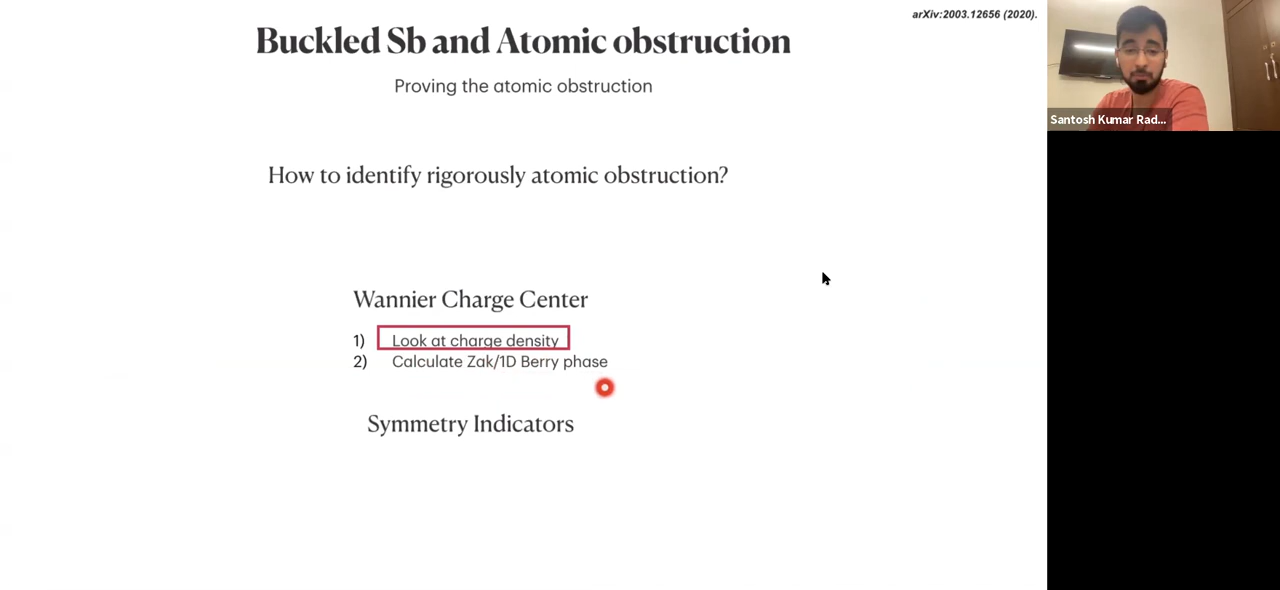 arXiv:2003.12656 (2020).
Buckled Sb and Atomic obstruction
Proving the atomic obstruction
How to identify rigorously atomic obstruction?
Wannier Charge Center
1) Look at charge density
2) Calculate Zak/1D Berry phase
Symmetry Indicators
Santosh Kumar Rad...